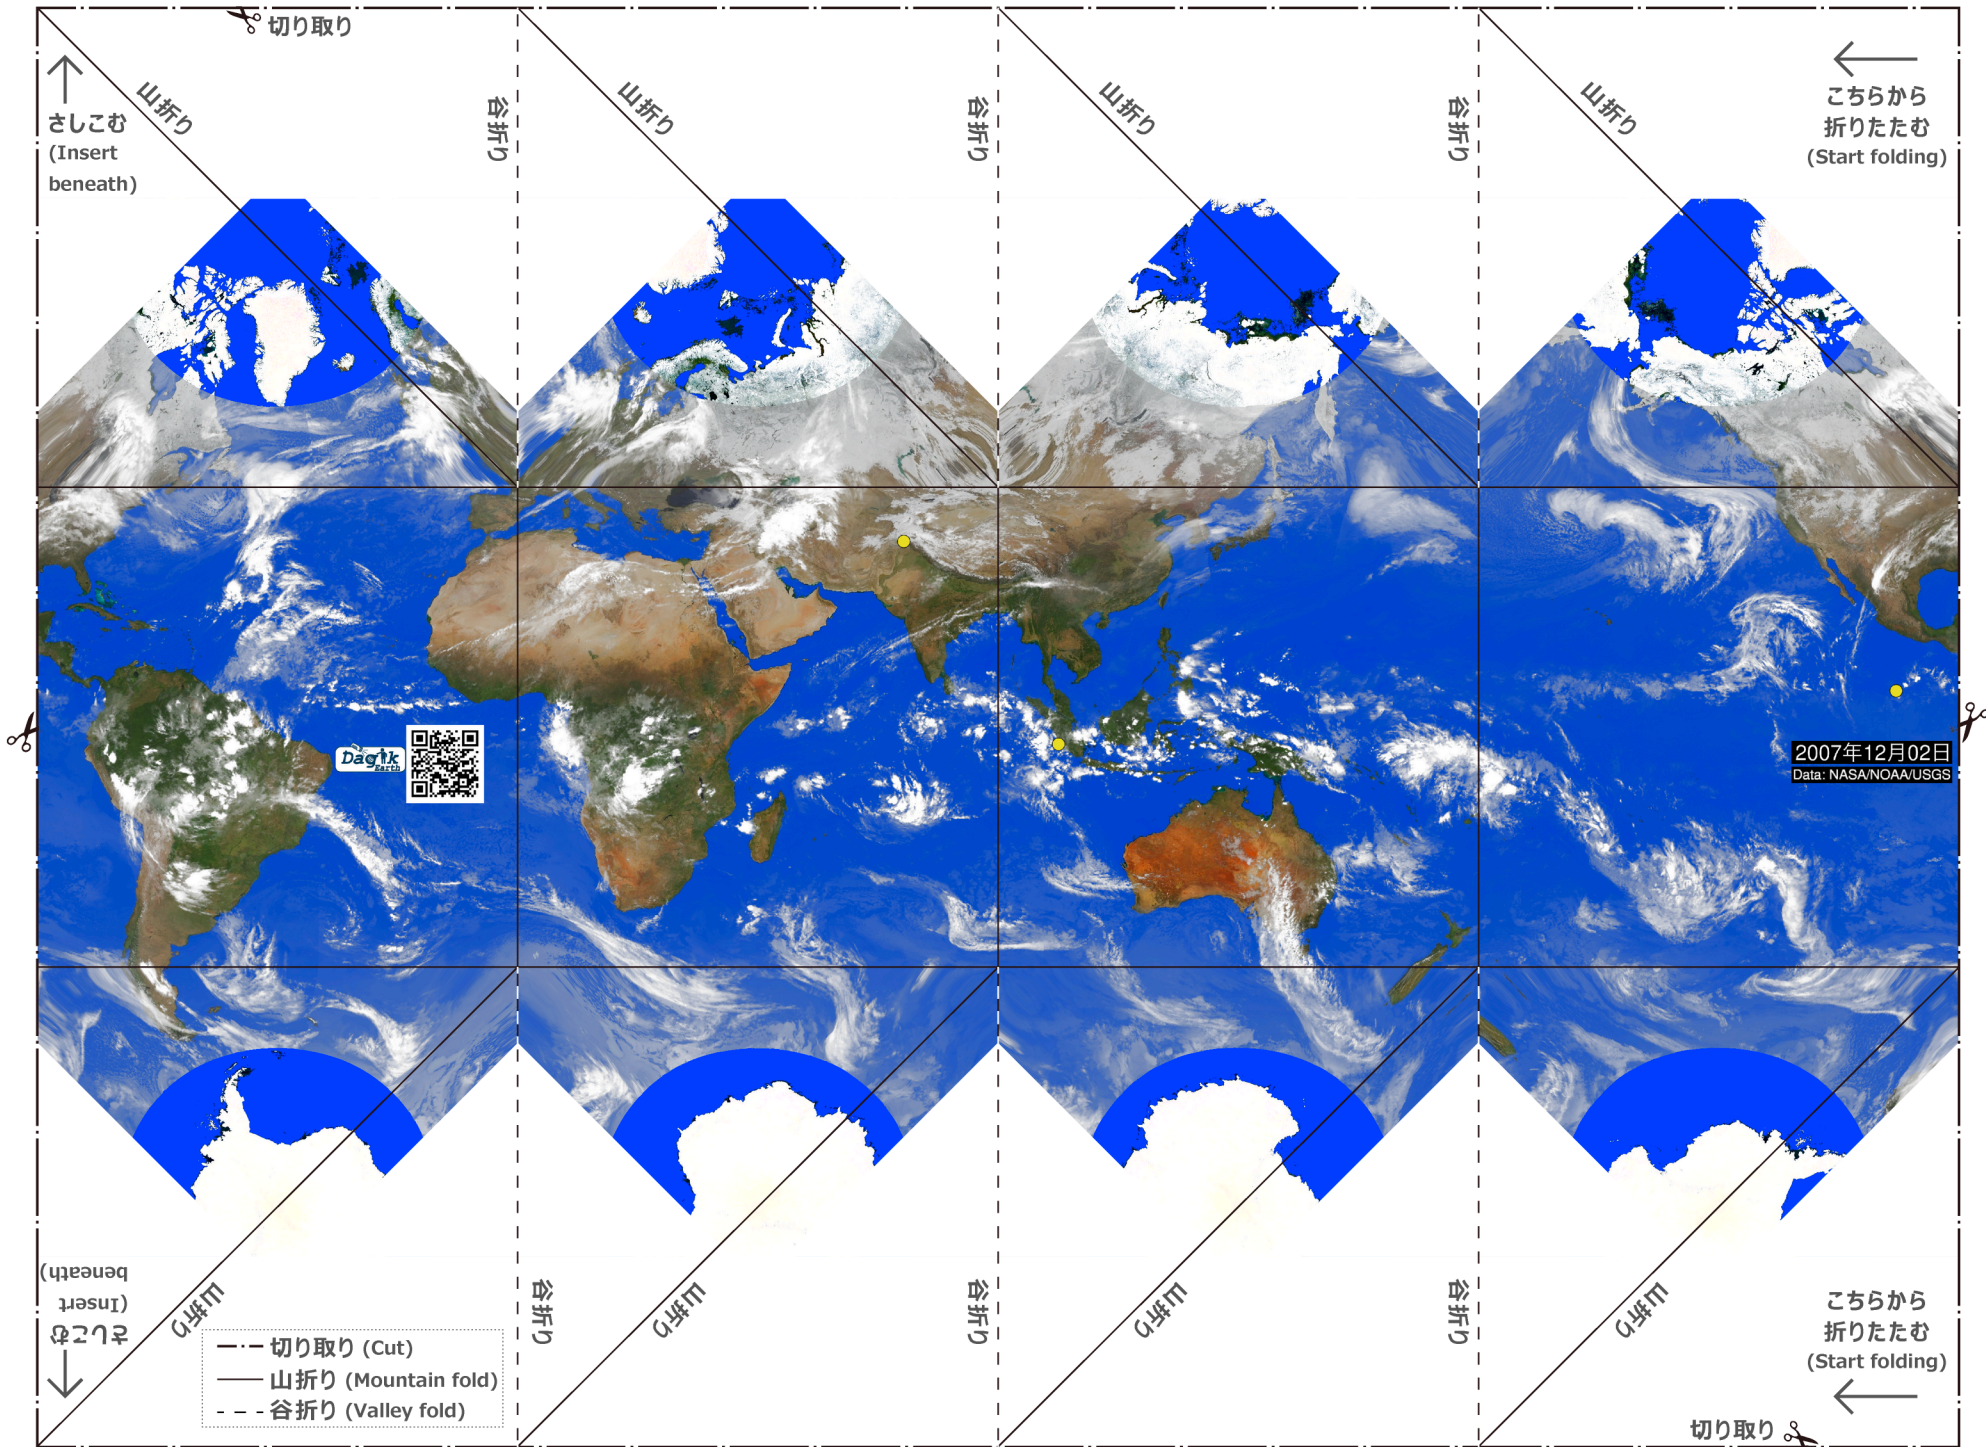 切り取り
さしこむ
(Insert
beneath)
山折り
谷折り
山折り
谷折り
山折り
谷折り
山折り
こちらから
折りたたむ
(Start folding)
Dagik
Earth
2007年12月02日
Data: NASA/NOAA/USGS
さしこむ
(Insert
beneath)
山折り
谷折り
山折り
谷折り
山折り
谷折り
山折り
こちらから
折りたたむ
(Start folding)
切り取り (Cut)
山折り (Mountain fold)
谷折り (Valley fold)
切り取り